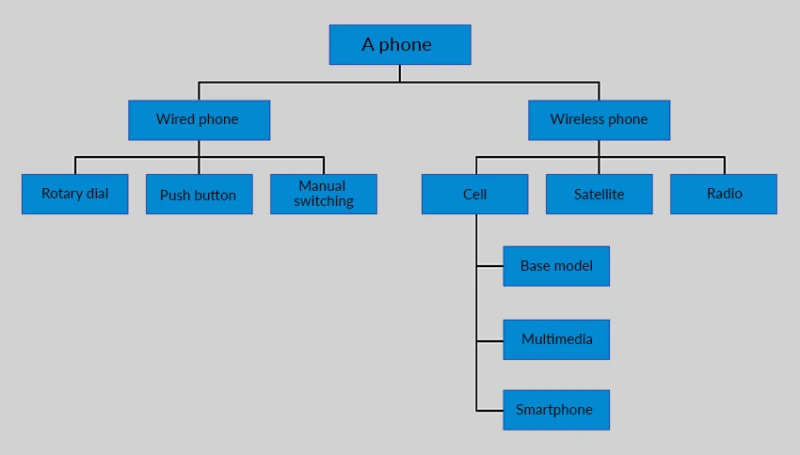 A phone
Wired phone
Wireless phone
Rotary dial
Push button
Manual
switching
Cell
Satellite
Radio
Base model
Multimedia
Smartphone